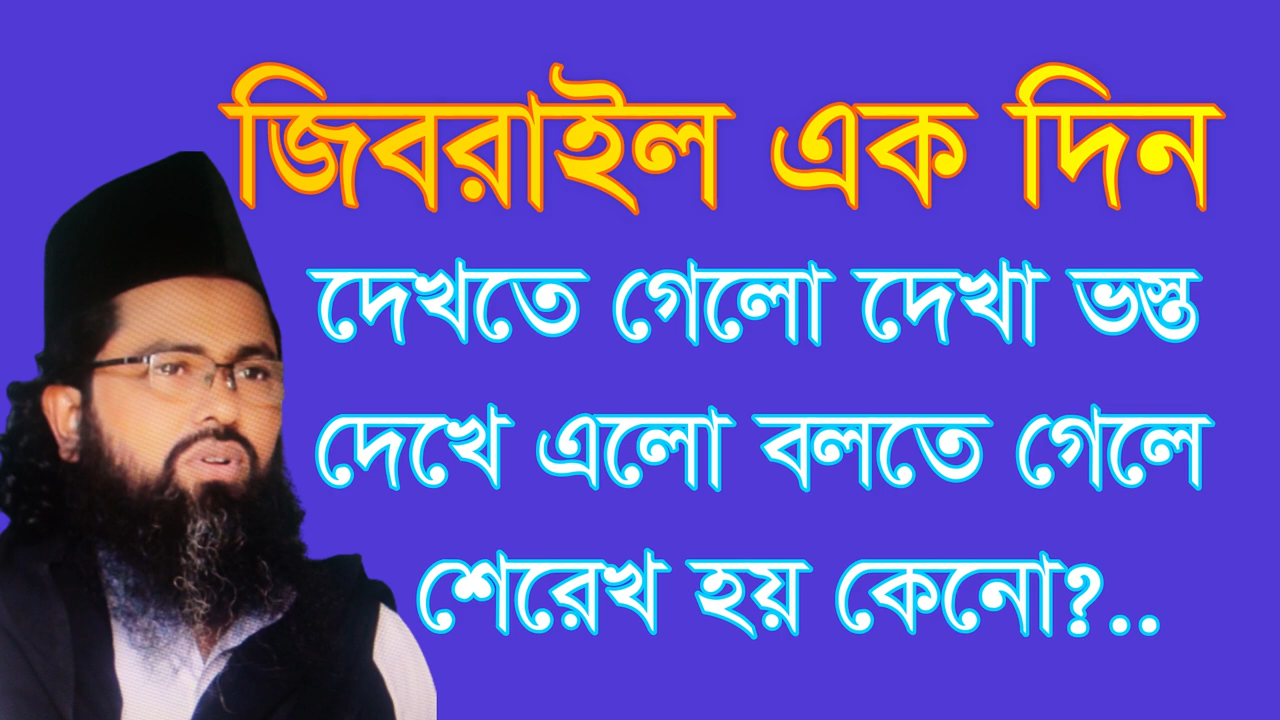 জিবরাইল এক দিন
দেখতে গেলো দেখা ভস্ত
দেখে এলো বলতে গেলে
শেরেখ হয় কেনো?..